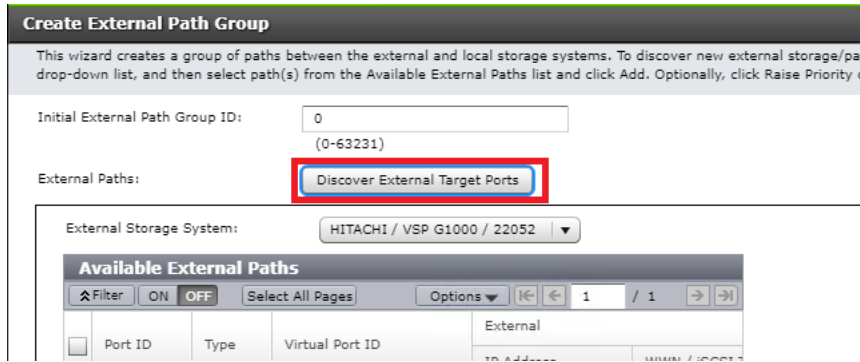 Create External Path Group
This wizard creates a group of paths between the external and local storage systems. To discover new external storage/pa
drop-down list, and then select path(s) from the Available External Paths list and click Add. Optionally, click Raise Priority
Initial External Path Group ID: 0
(0-63231)
External Paths: Discover External Target Ports
External Storage System: HITACHI / VSP G1000 / 22052
Available External Paths
Filter ON OFF Select All Pages Options 1 / 1
External
Port ID Type Virtual Port ID
IP Address WWN / iSCSI